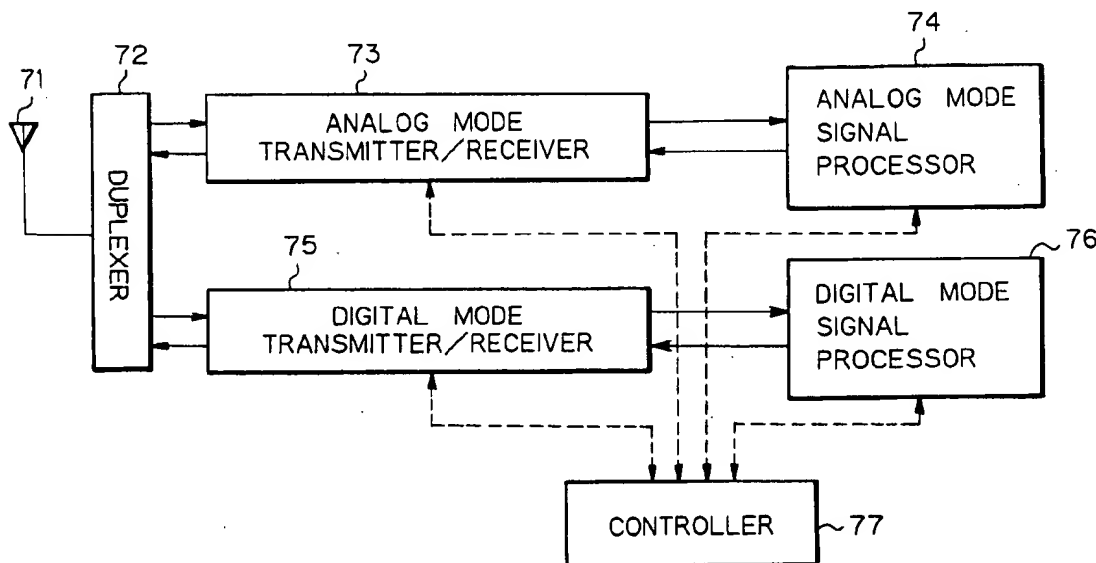 71
72
DUPLEXER
73
ANALOG MODE
TRANSMITTER/RECEIVER
74
ANALOG MODE
SIGNAL
PROCESSOR
75
DIGITAL MODE
TRANSMITTER/RECEIVER
76
DIGITAL MODE
SIGNAL
PROCESSOR
CONTROLLER
77